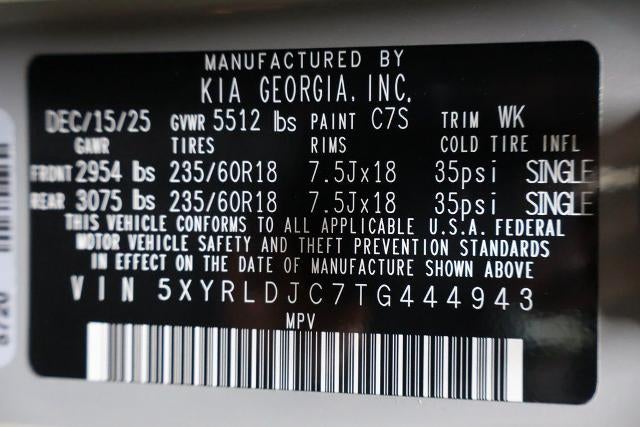 MANUFACTURED BY
KIA GEORGIA, INC.
DEC/15/25 GVWR 5512 lbs PAINT C7S TRIM WK
GAWR TIRES RIMS COLD TIRE INFL
FRONT 2954 lbs 235/60R18 7.5Jx18 35psi SINGLE
REAR 3075 lbs 235/60R18 7.5Jx18 35psi SINGLE
THIS VEHICLE CONFORMS TO ALL APPLICABLE U.S.A. FEDERAL
MOTOR VEHICLE SAFETY AND THEFT PREVENTION STANDARDS
IN EFFECT ON THE DATE OF MANUFACTURE SHOWN ABOVE
VIN 5XYRLDJC7TG444943
MPV